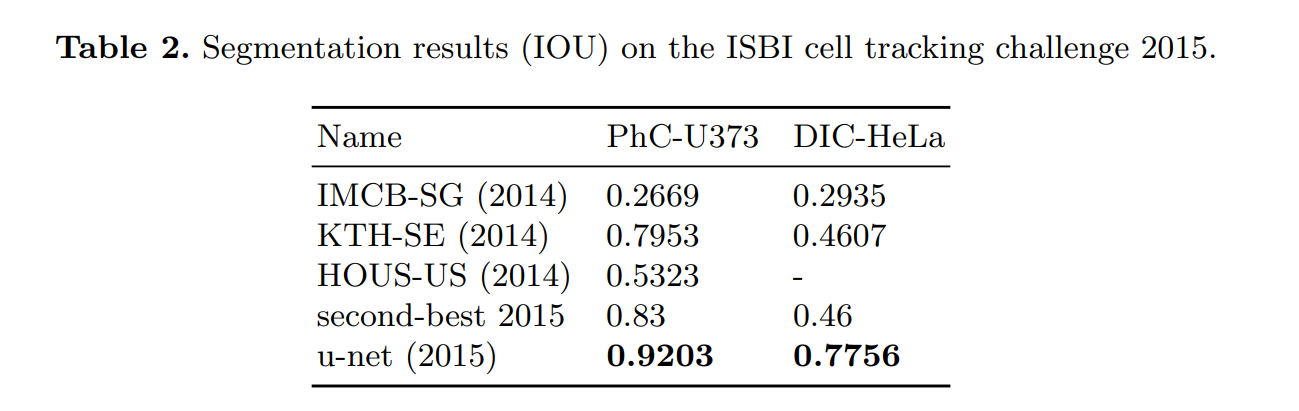 Table 2. Segmentation results (IOU) on the ISBI cell tracking challenge 2015.
Name PhC-U373 DIC-HeLa
IMCB-SG (2014) 0.2669 0.2935
KTH-SE (2014) 0.7953 0.4607
HOUS-US (2014) 0.5323 -
second-best 2015 0.83 0.46
u-net (2015) 0.9203 0.7756